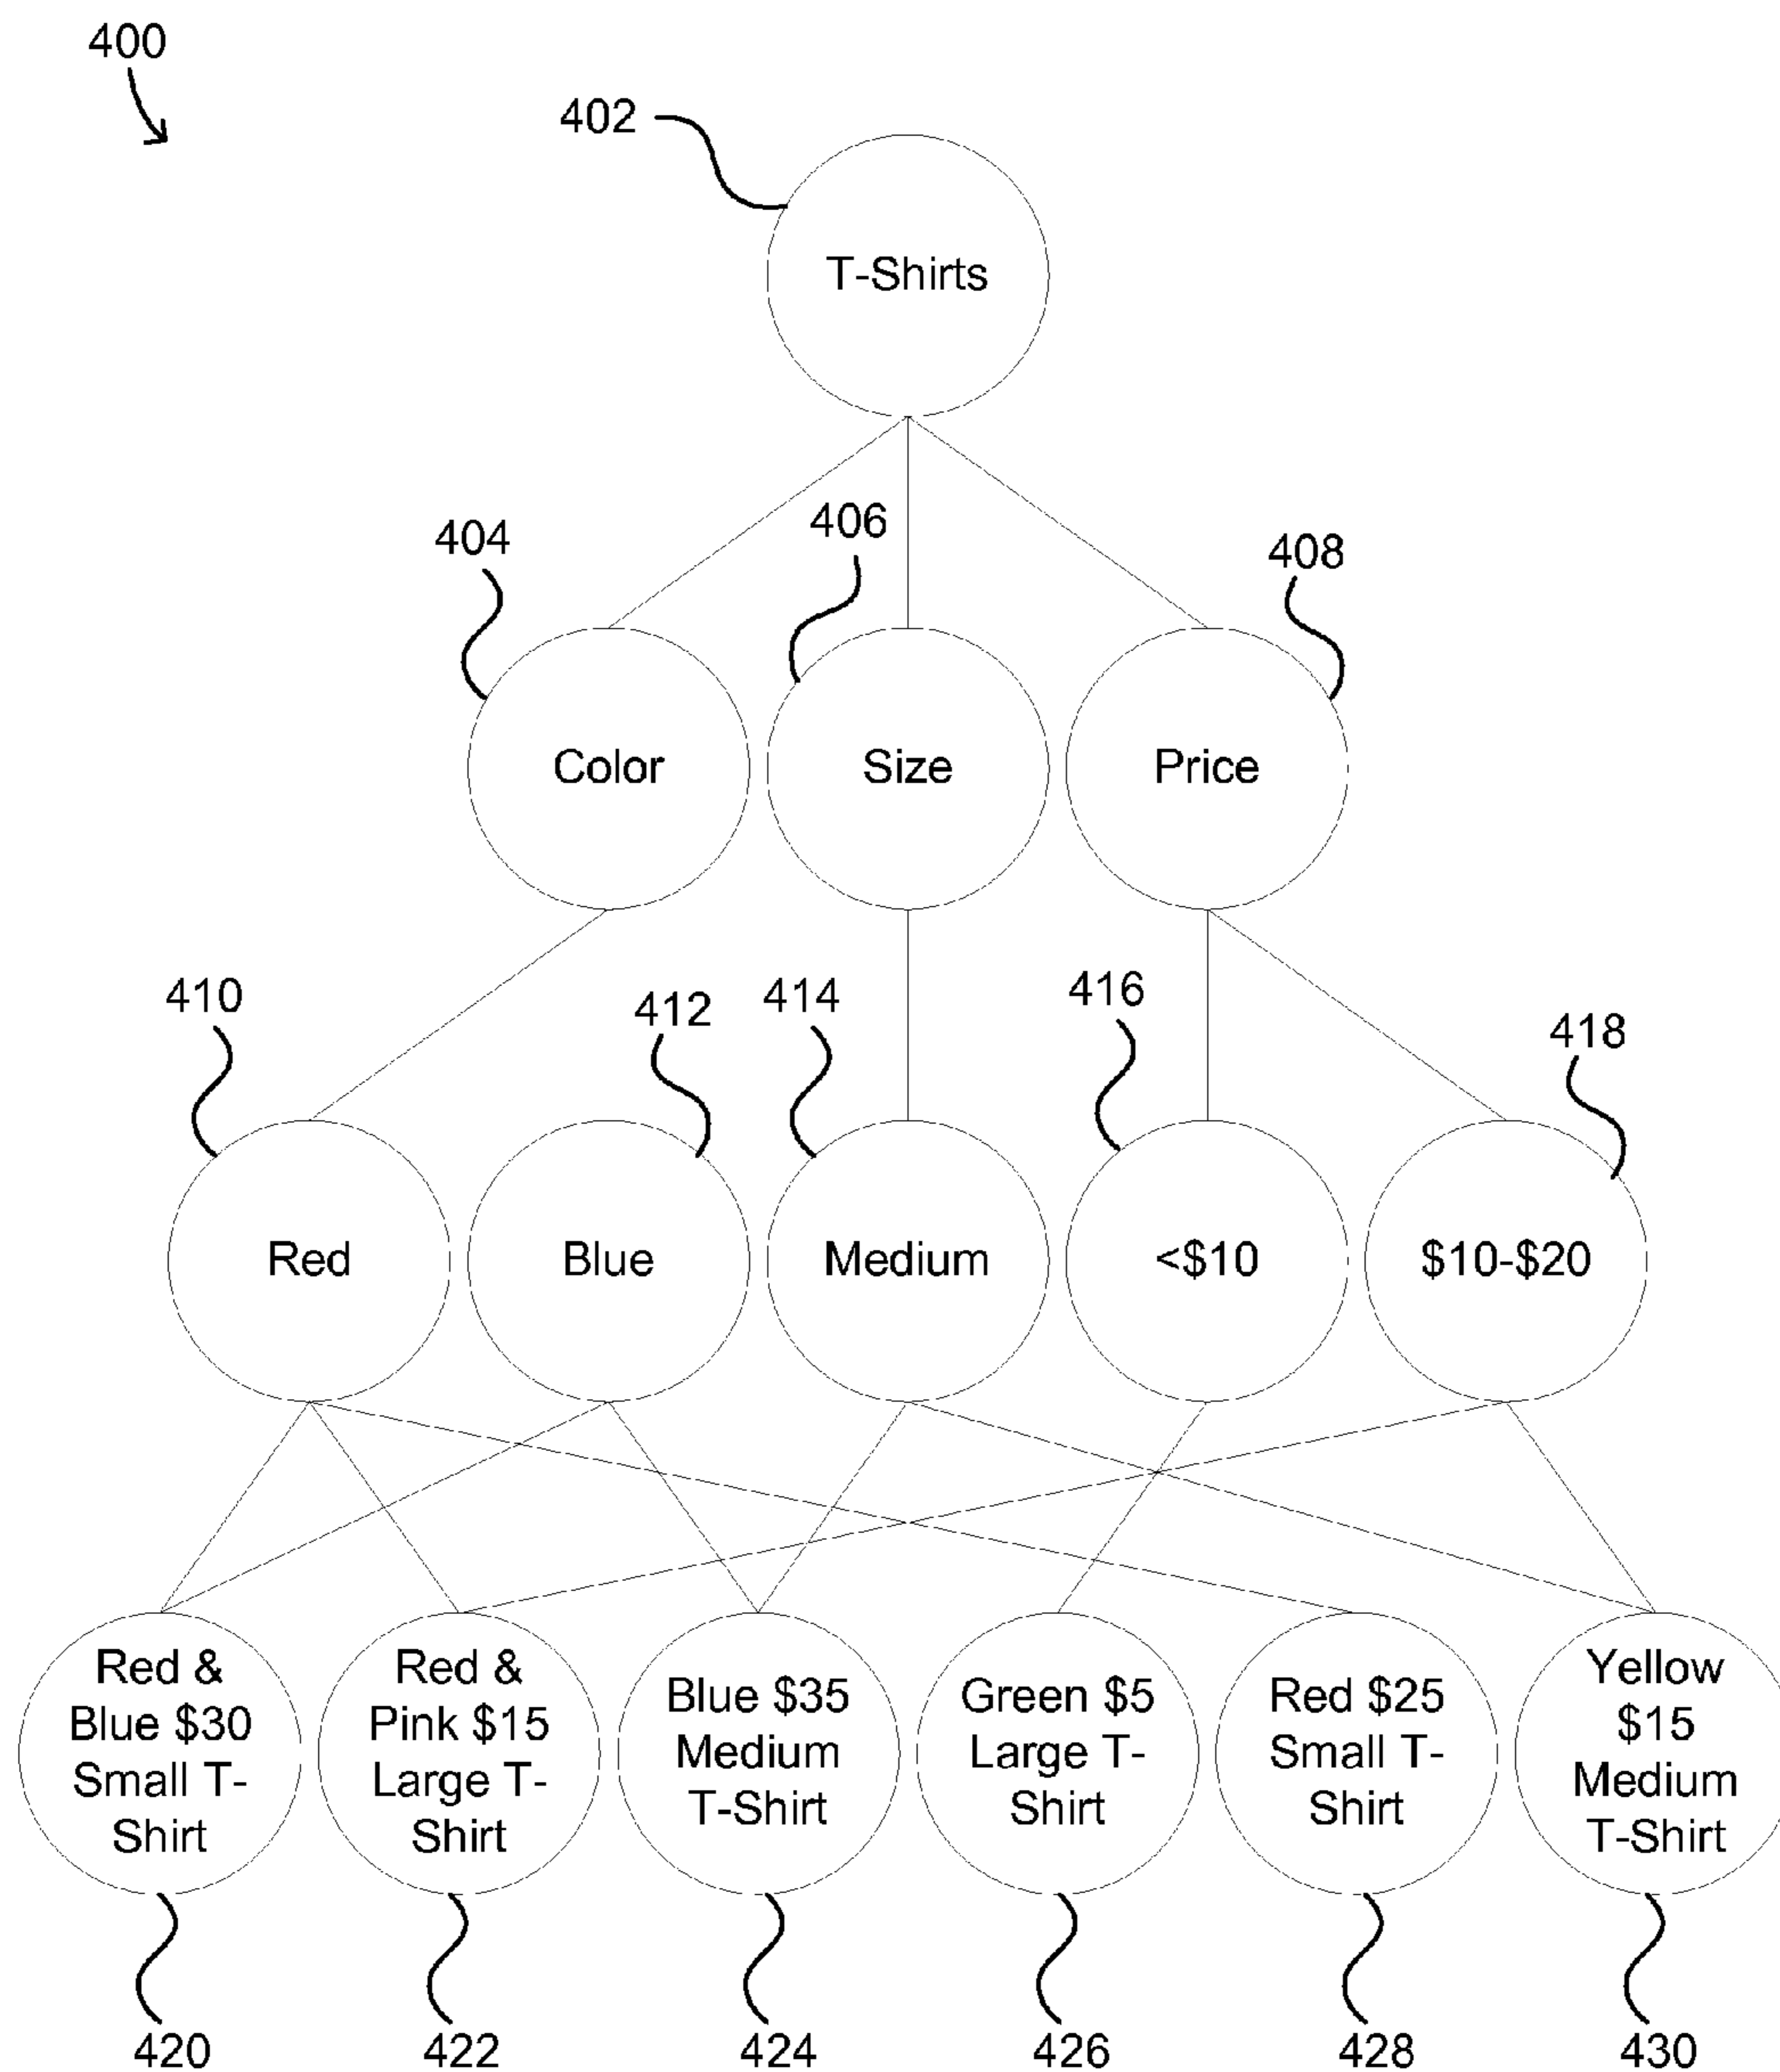 400
402
T-Shirts
404
406
408
Color
Size
Price
410
412
414
416
418
Red
Blue
Medium
<$10
$10-$20
Red &
Blue $30
Small T-
Shirt
Red &
Pink $15
Large T-
Shirt
Blue $35
Medium
T-Shirt
Green $5
Large T-
Shirt
Red $25
Small T-
Shirt
Yellow
$15
Medium
T-Shirt
420
422
424
426
428
430